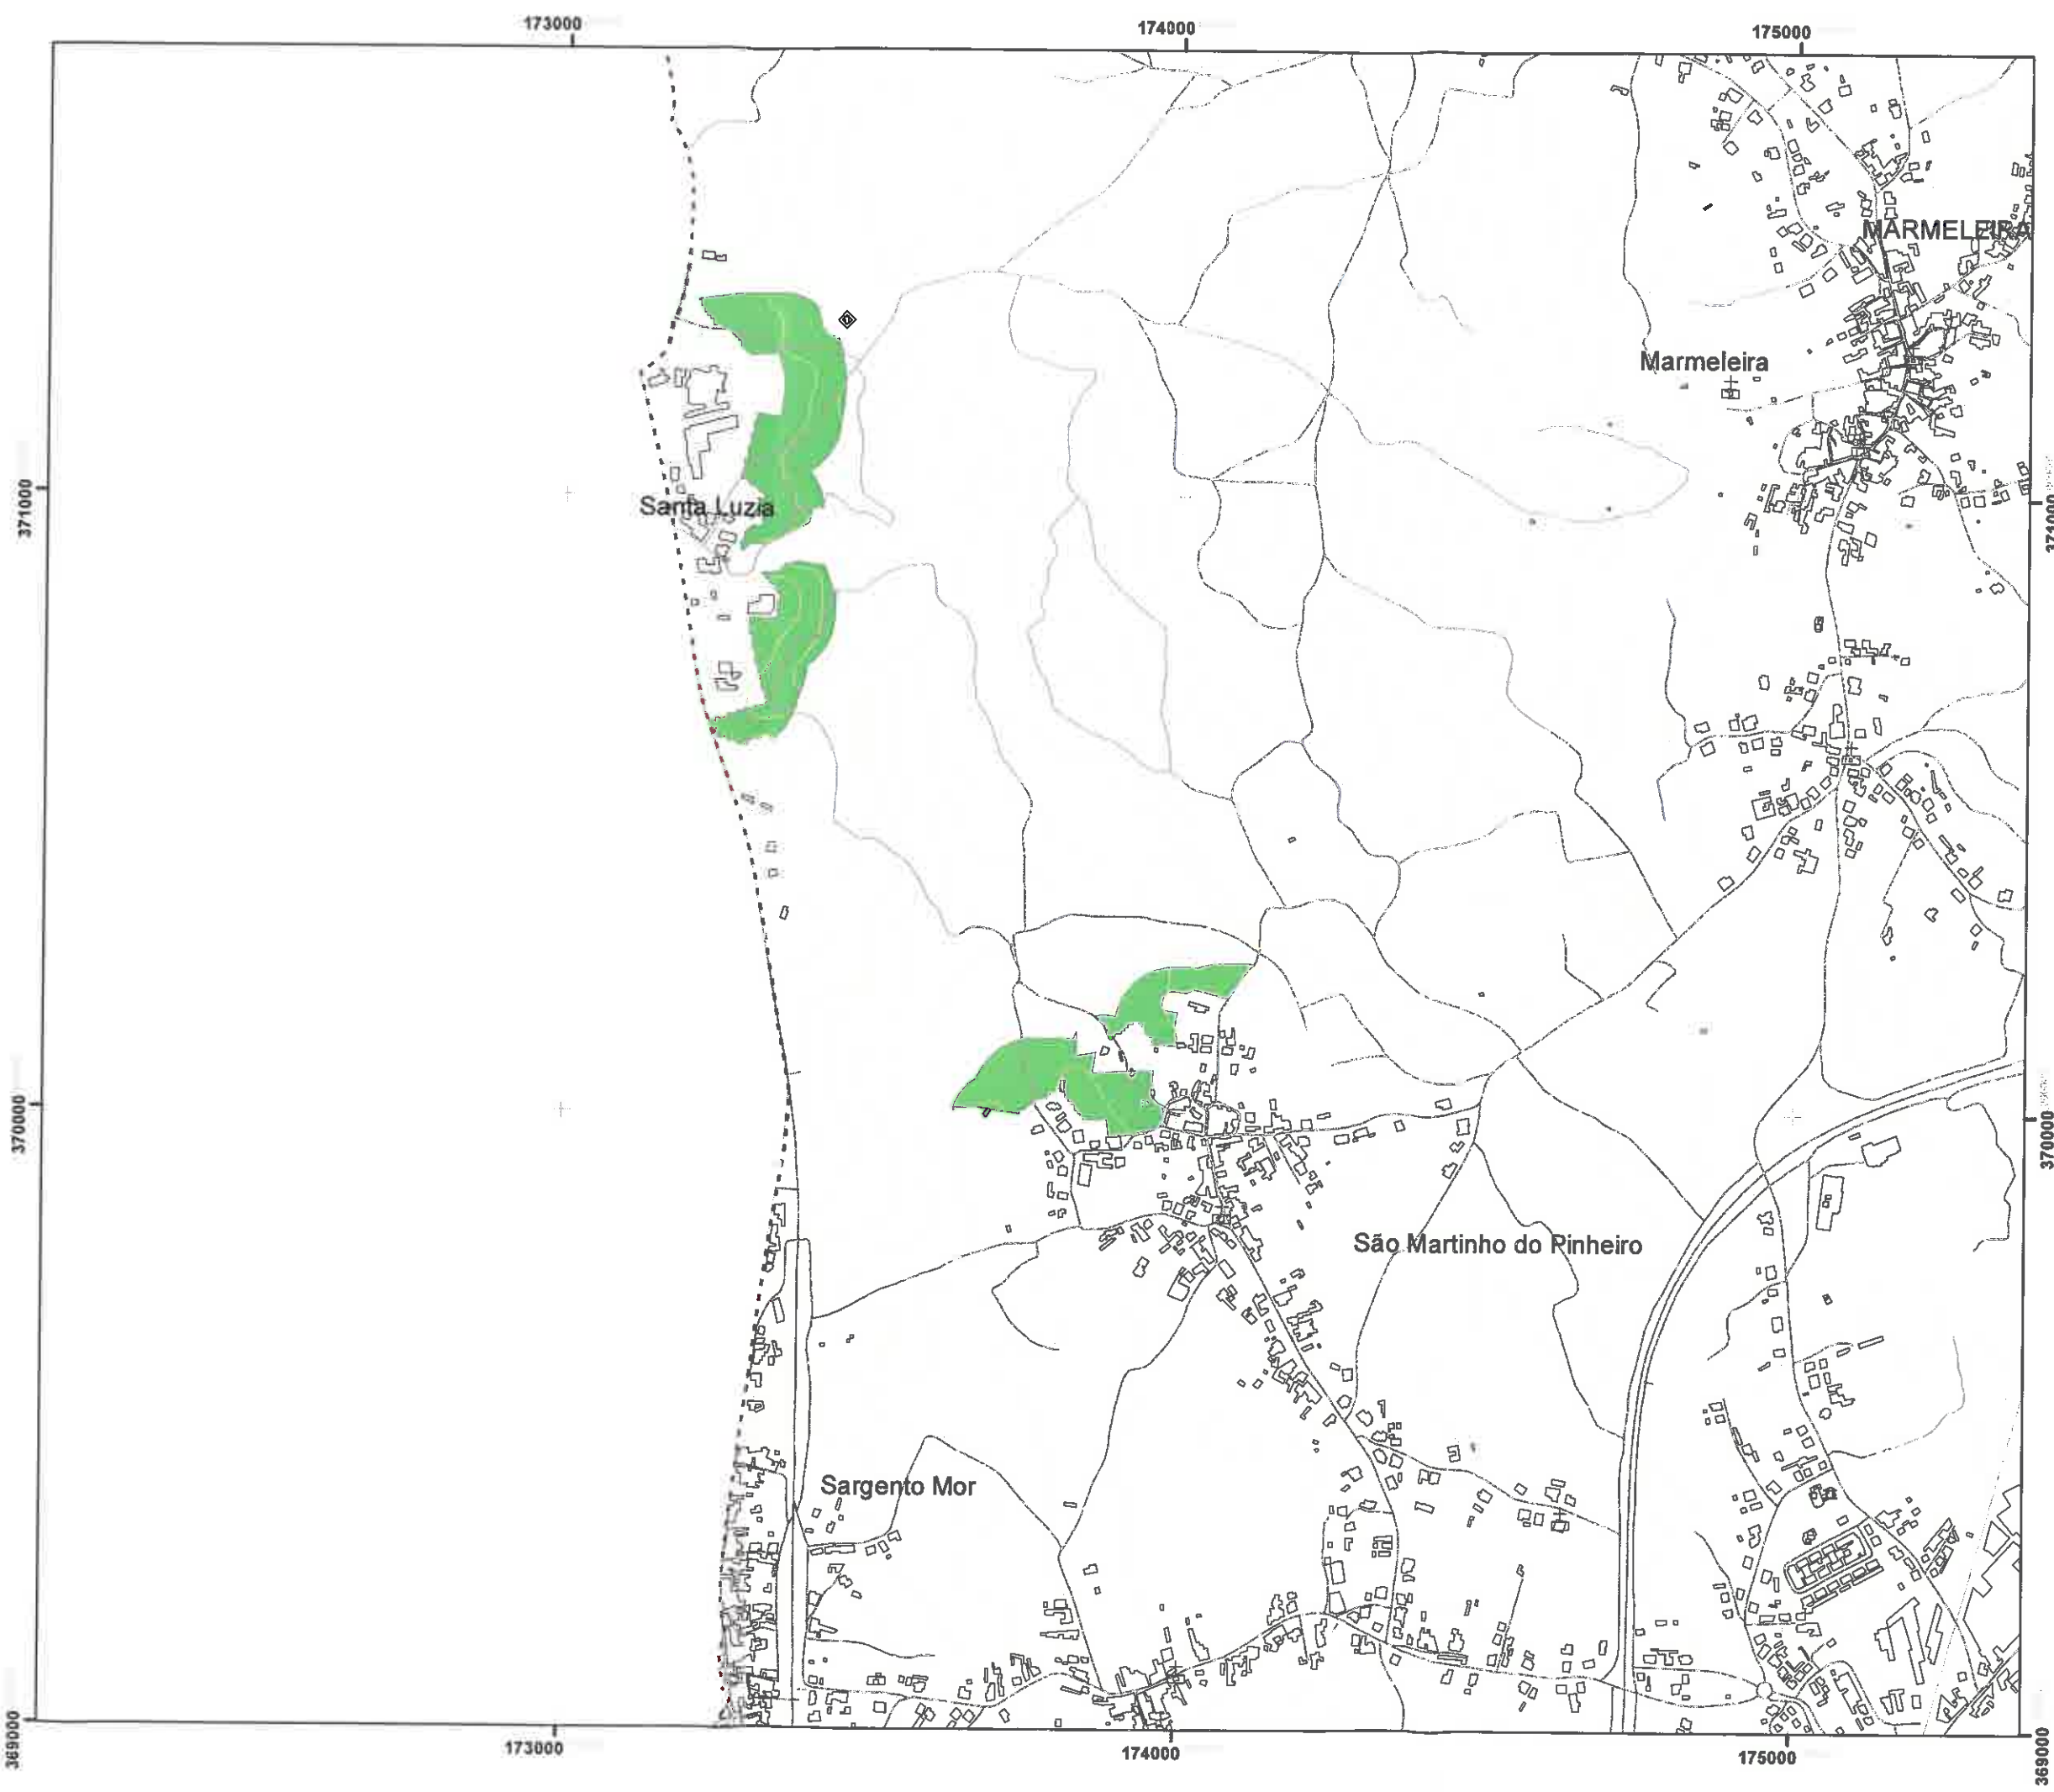 173000
174000
175000
MARMELEIRA
Marmeleira
371000
371000
Santa Luzia
370000
370000
São Martinho do Pinheiro
Sargento Mor
369000
369000
173000
174000
175000